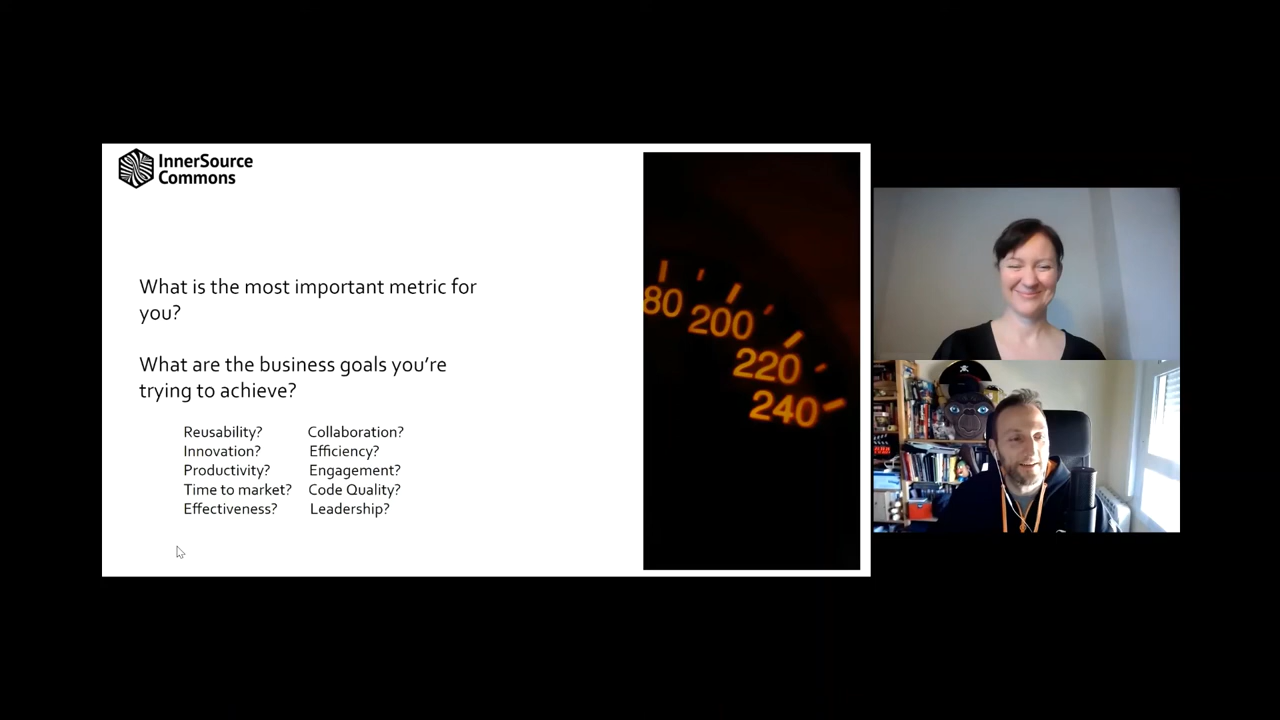 InnerSource
Commons
What is the most important metric for
you?
What are the business goals you're
trying to achieve?
Reusability? Collaboration?
Innovation? Efficiency?
Productivity? Engagement?
Time to market? Code Quality?
Effectiveness? Leadership?
80
200
220
240